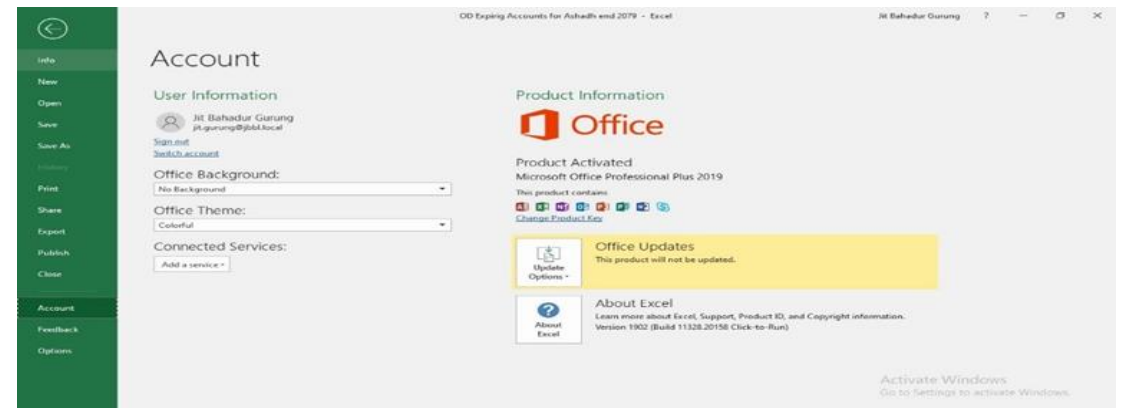 OD Expirig Accounts for Ashadh end 2079 - Excel
Jit Bahadur Gurung ?
Info
New
Open
Save
Save As
History
Print
Share
Export
Publish
Close
Account
Feedback
Options
Account
User Information
Jit Bahadur Gurung
jit.gurung@jbbl.local
Sign out
Switch account
Office Background:
No Background
Office Theme:
Colorful
Connected Services:
Add a service
Product Information
Office
Product Activated
Microsoft Office Professional Plus 2019
This product contains
Change Product Key
Update
Options
Office Updates
This product will not be updated.
About
Excel
About Excel
Learn more about Excel, Support, Product ID, and Copyright information.
Version 1902 (Build 11328.20158 Click-to-Run)
Activate Windows
Go to Settings to activate Windows.